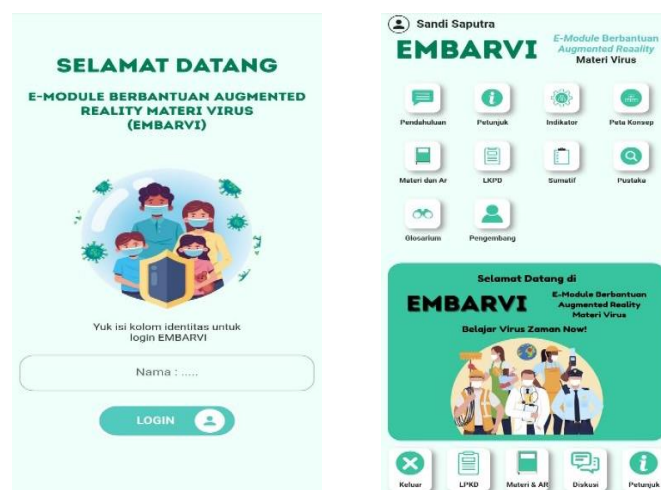 SELAMAT DATANG
E-MODULE BERBANTUAN AUGMENTED
REALITY MATERI VIRUS
(EMBARVI)
Yuk isi kolom identitas untuk
login EMBARVI
Nama : .....
LOGIN
Sandi Saputra
EMBARVI
E-Module Berbantuan
Augmented Reaality
Materi Virus
Pendahuluan
Petunjuk
Indikator
Peta Konsep
Materi dan Ar
LKPD
Sumatif
Pustaka
Glosarium
Pengembang
Selamat Datang di
EMBARVI
E-Module Berbantuan
Augmented Reality
Materi Virus
Belajar Virus Zaman Now!
Keluar
LPKD
Materi & AR
Diskusi
Petunjuk